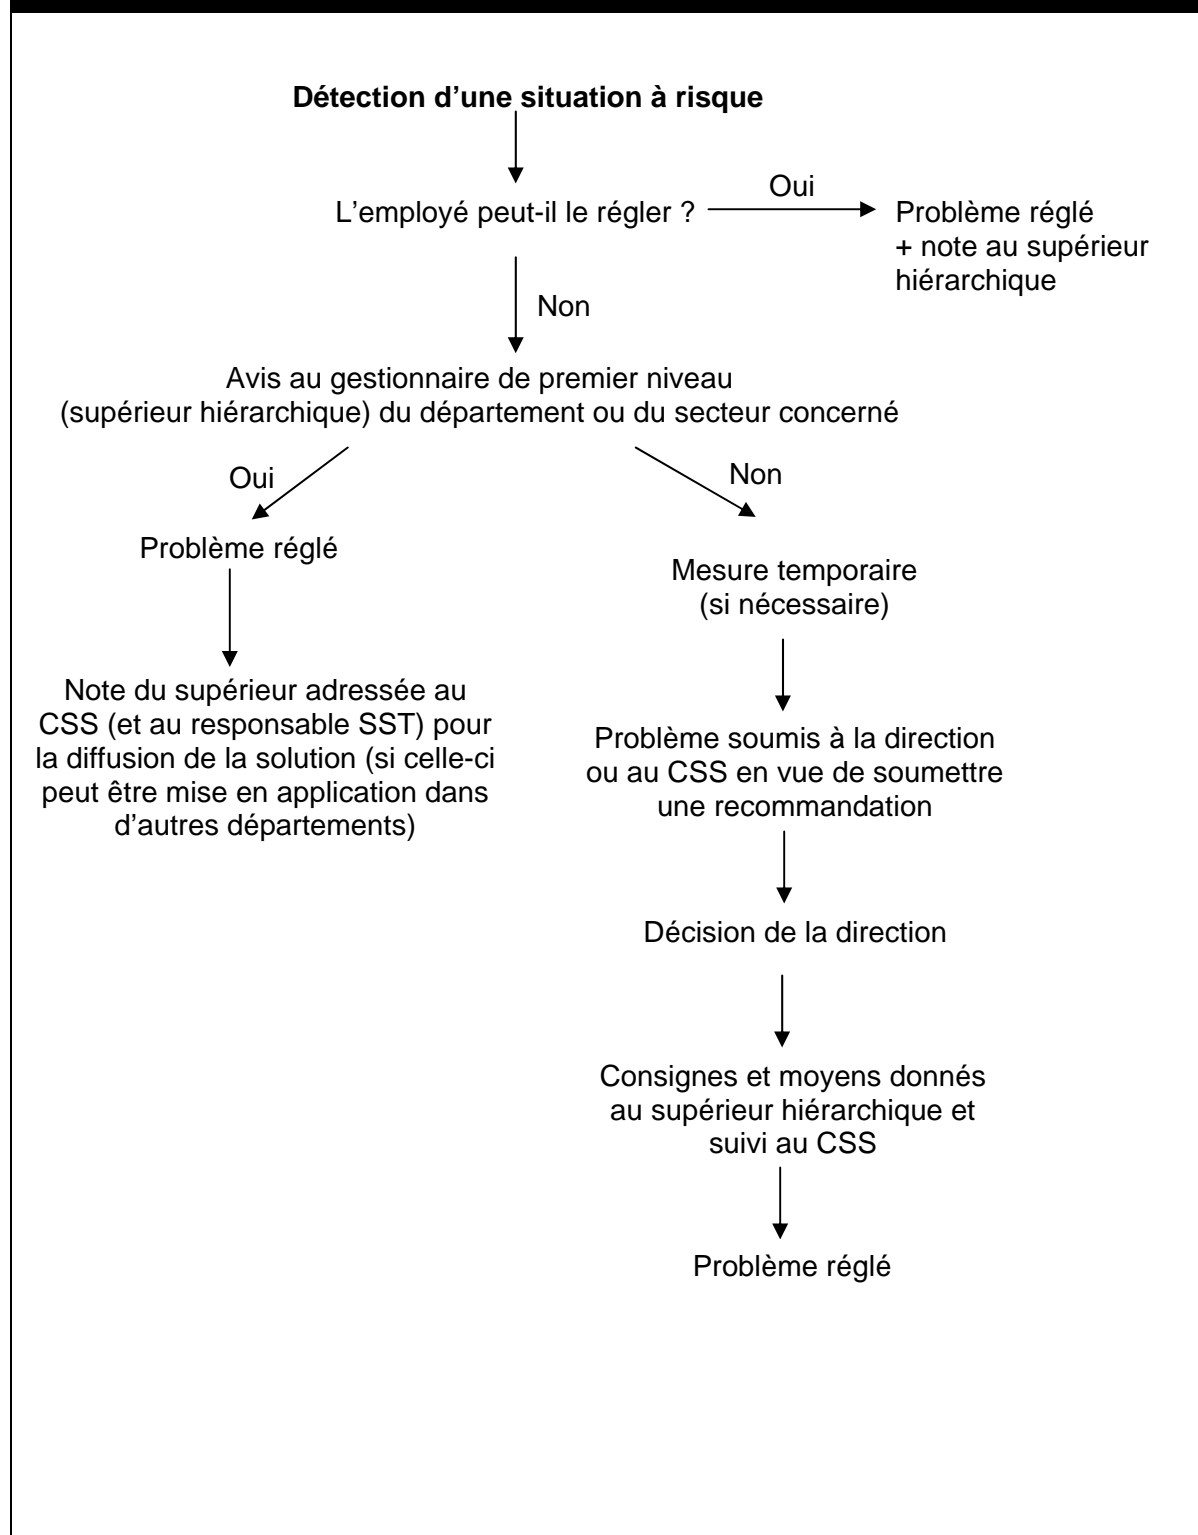 Détection d’une situation à risque
L’employé peut-il le régler ?
Oui
Problème réglé
+ note au supérieur
hiérarchique
Non
Avis au gestionnaire de premier niveau
(supérieur hiérarchique) du département ou du secteur concerné
Oui
Problème réglé
Note du supérieur adressée au
CSS (et au responsable SST) pour
la diffusion de la solution (si celle-ci
peut être mise en application dans
d’autres départements)
Non
Mesure temporaire
(si nécessaire)
Problème soumis à la direction
ou au CSS en vue de soumettre
une recommandation
Décision de la direction
Consignes et moyens donnés
au supérieur hiérarchique et
suivi au CSS
Problème réglé